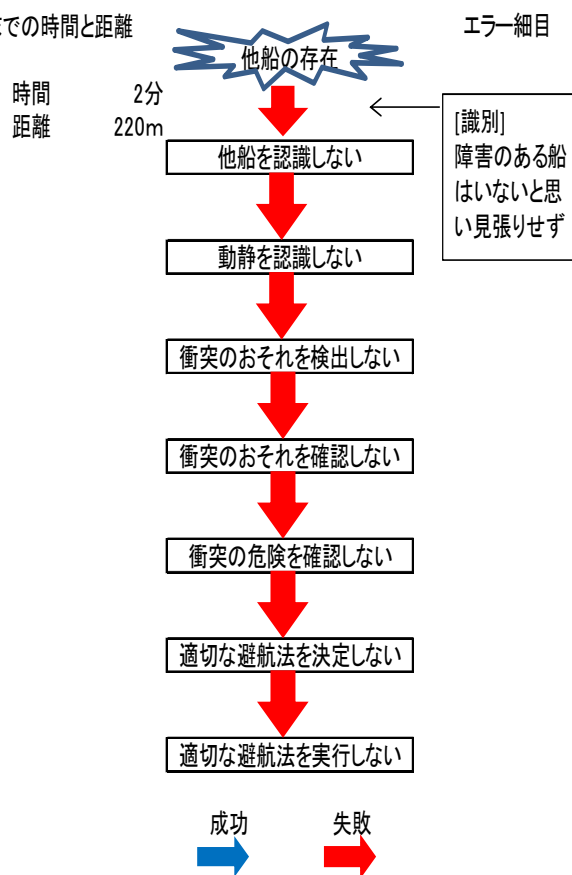 までの時間と距離
エラー細目
他船の存在
時間 2分
距離 220m
[識別]
障害のある船
はいないと思
い見張りせず
他船を認識しない
動静を認識しない
衝突のおそれを検出しない
衝突のおそれを確認しない
衝突の危険を確認しない
適切な避航法を決定しない
適切な避航法を実行しない
成功 失敗